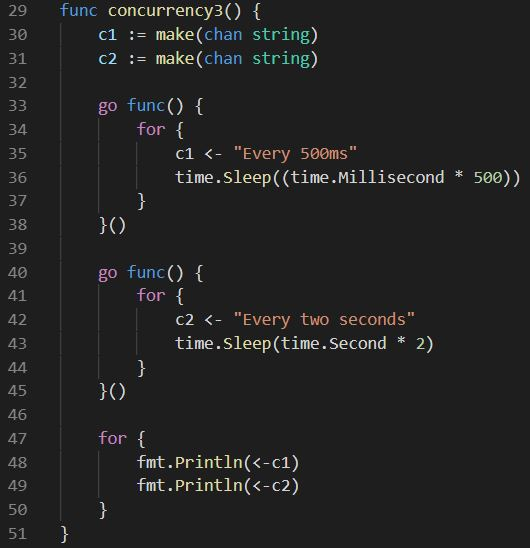 29 func concurrency3() {
30     c1 := make(chan string)
31     c2 := make(chan string)
32
33     go func() {
34         for {
35             c1 <- "Every 500ms"
36             time.Sleep((time.Millisecond * 500))
37         }
38     }()
39
40     go func() {
41         for {
42             c2 <- "Every two seconds"
43             time.Sleep(time.Second * 2)
44         }
45     }()
46
47     for {
48         fmt.Println(<-c1)
49         fmt.Println(<-c2)
50     }
51 }